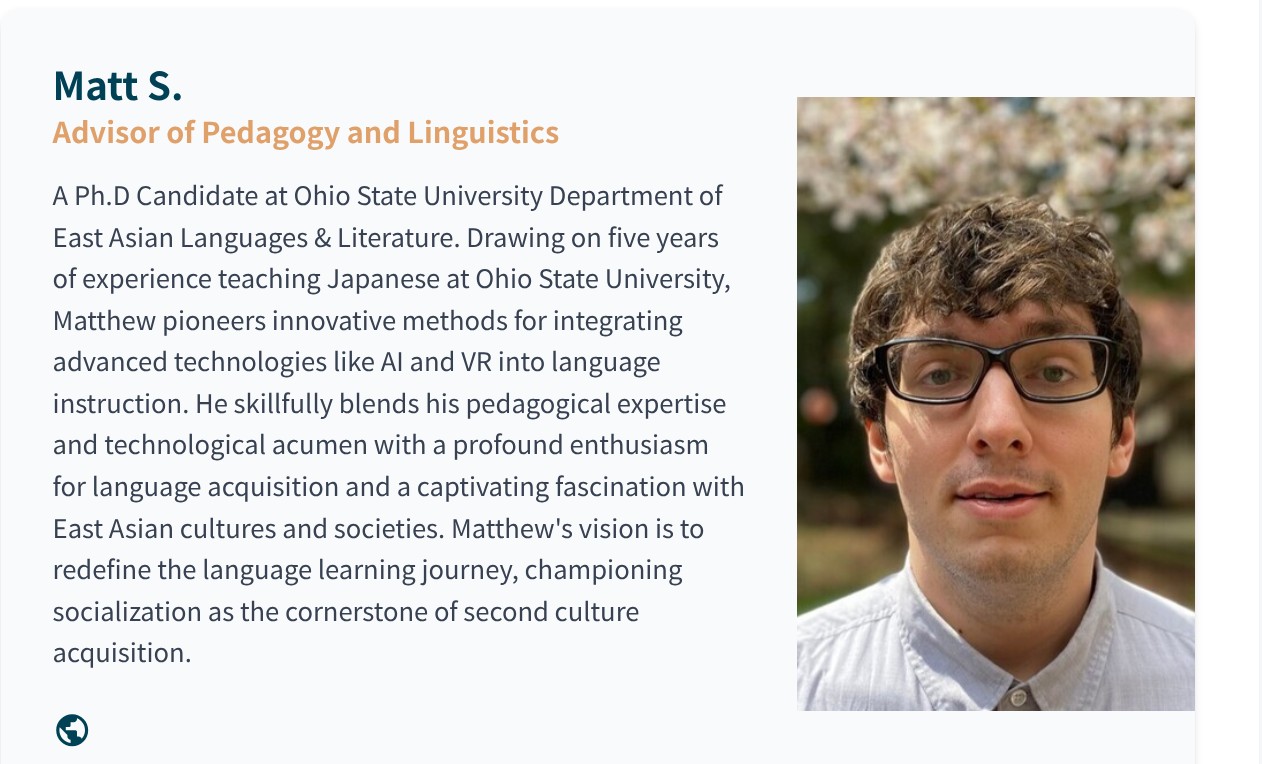 Matt S.
Advisor of Pedagogy and Linguistics
A Ph.D Candidate at Ohio State University Department of
East Asian Languages & Literature. Drawing on five years
of experience teaching Japanese at Ohio State University,
Matthew pioneers innovative methods for integrating
advanced technologies like AI and VR into language
instruction. He skillfully blends his pedagogical expertise
and technological acumen with a profound enthusiasm
for language acquisition and a captivating fascination with
East Asian cultures and societies. Matthew's vision is to
redefine the language learning journey, championing
socialization as the cornerstone of second culture
acquisition.